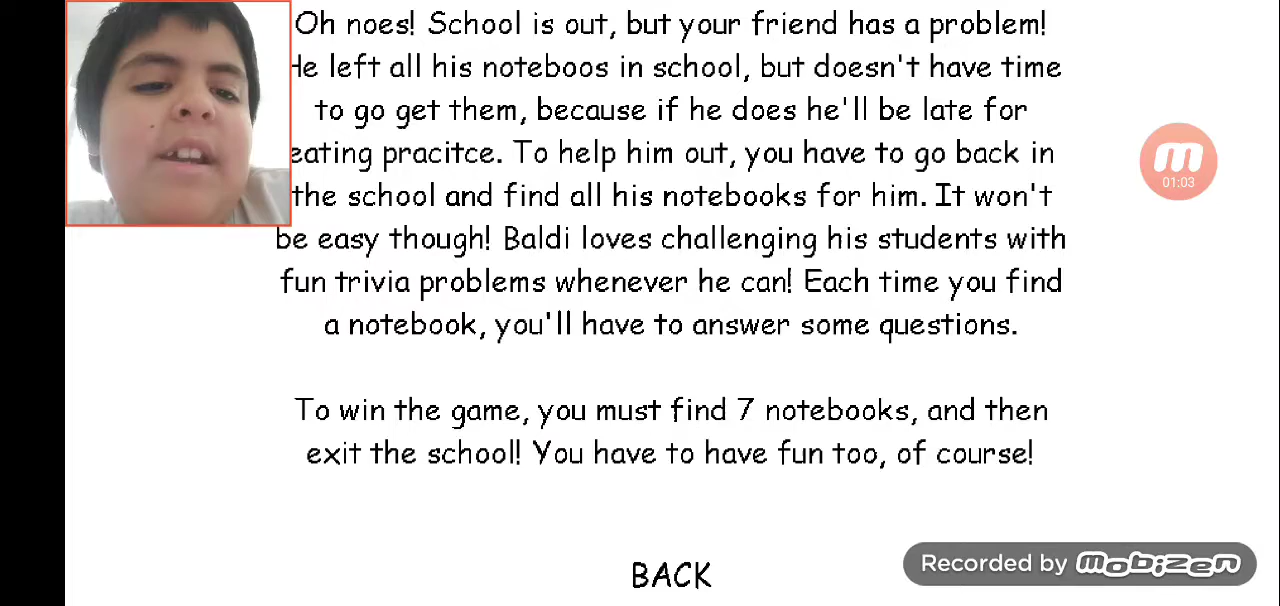 Oh noes! School is out, but your friend has a problem!
He left all his noteboos in school, but doesn't have time
to go get them, because if he does he'll be late for
eating pracitce. To help him out, you have to go back in
the school and find all his notebooks for him. It won't
be easy though! Baldi loves challenging his students with
fun trivia problems whenever he can! Each time you find
a notebook, you'll have to answer some questions.
To win the game, you must find 7 notebooks, and then
exit the school! You have to have fun too, of course!
BACK
01:03
Recorded by mobizen